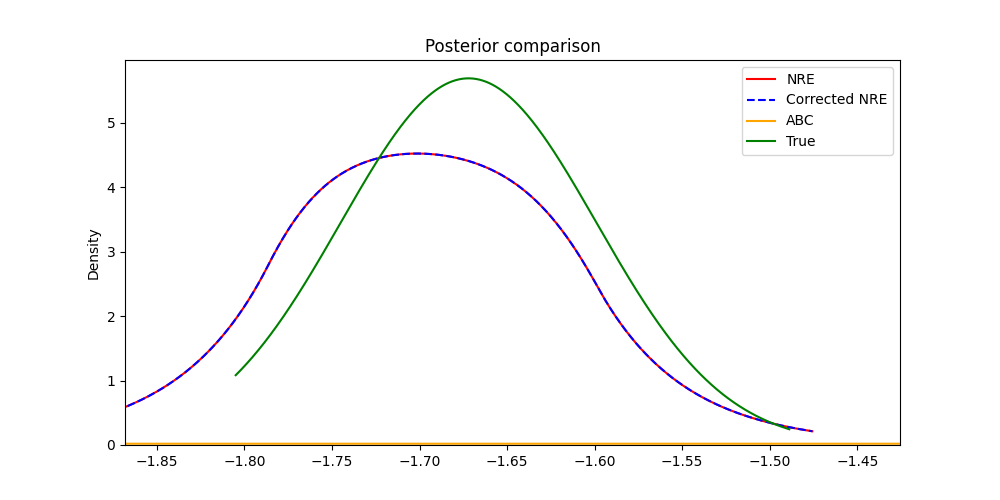 Posterior comparison
NRE
Corrected NRE
ABC
True
Density
5
4
3
2
1
0
−1.85 −1.80 −1.75 −1.70 −1.65 −1.60 −1.55 −1.50 −1.45